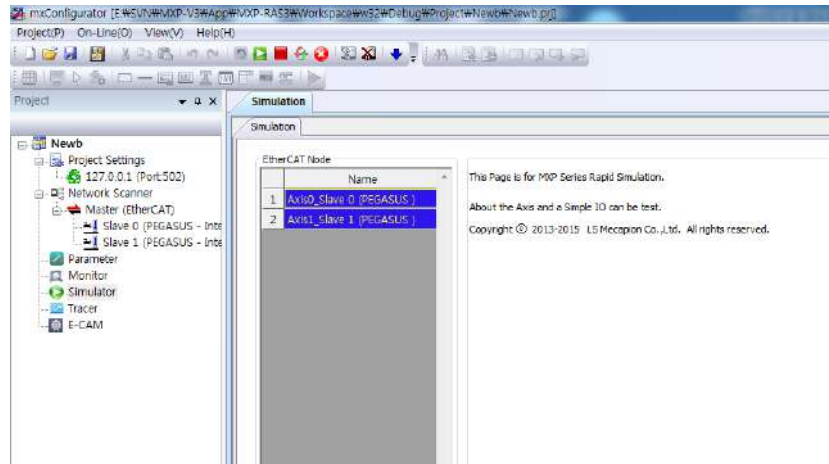 mxConfigurator [E:₩SVN₩MXP-V3₩App₩MXP-RAS3₩Workspace₩w32₩Debug₩Project₩Newb₩Newb.prj]
Project(P) On-Line(O) View(V) Help(H)
Project
Simulation
Simulation
Newb
Project Settings
127.0.0.1 (Port:502)
Network Scanner
Master (EtherCAT)
Slave 0 (PEGASUS - Inte
Slave 1 (PEGASUS - Inte
Parameter
Monitor
Simulator
Tracer
E-CAM
EtherCAT Node
Name
1 Axis0_Slave 0 (PEGASUS )
2 Axis1_Slave 1 (PEGASUS )
This Page is for MXP Series Rapid Simulation.
About the Axis and a Simple IO can be test.
Copyright © 2013-2015 LS Mecapion Co.,Ltd. All rights reserved.